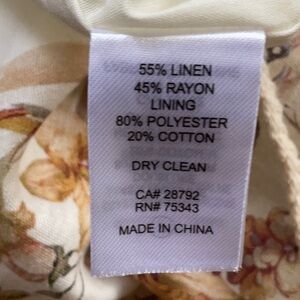 55% LINEN
45% RAYON
LINING
80% POLYESTER
20% COTTON
DRY CLEAN
CA# 28792
RN# 75343
MADE IN CHINA